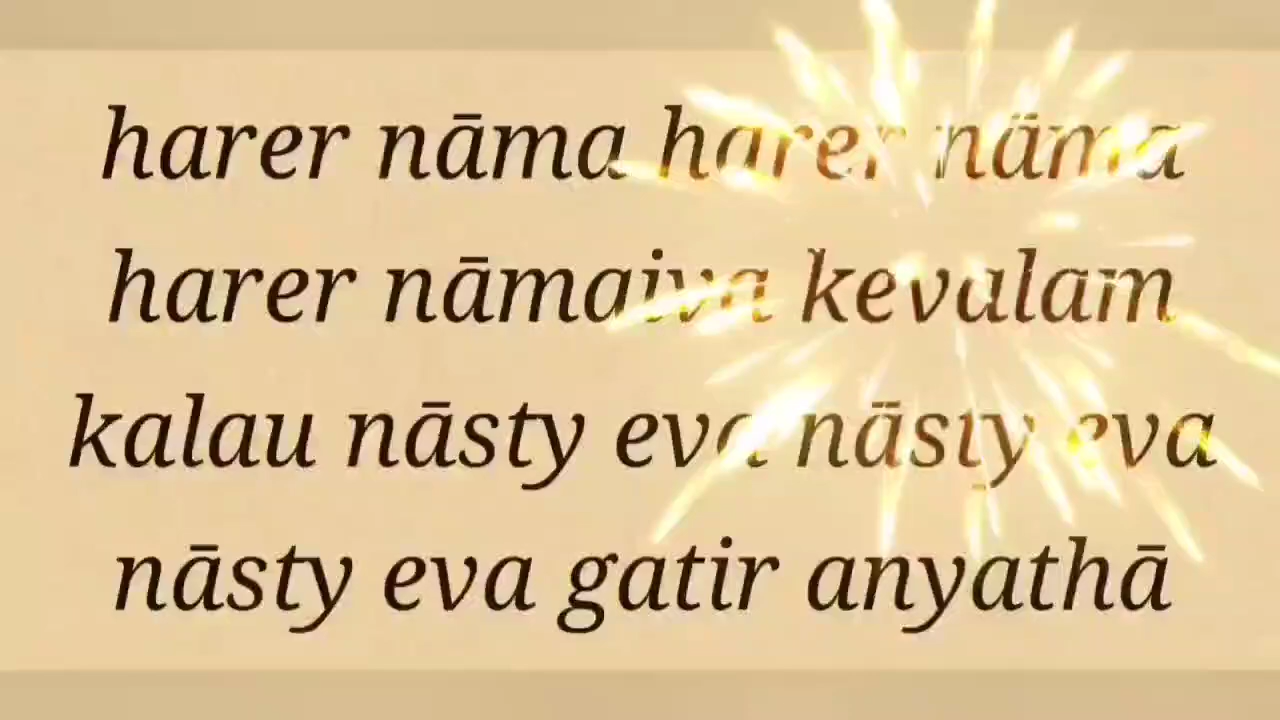 harer nāma harer nāma
harer nāmaiva kevalam
kalau nāsty eva nāsty eva
nāsty eva gatir anyathā